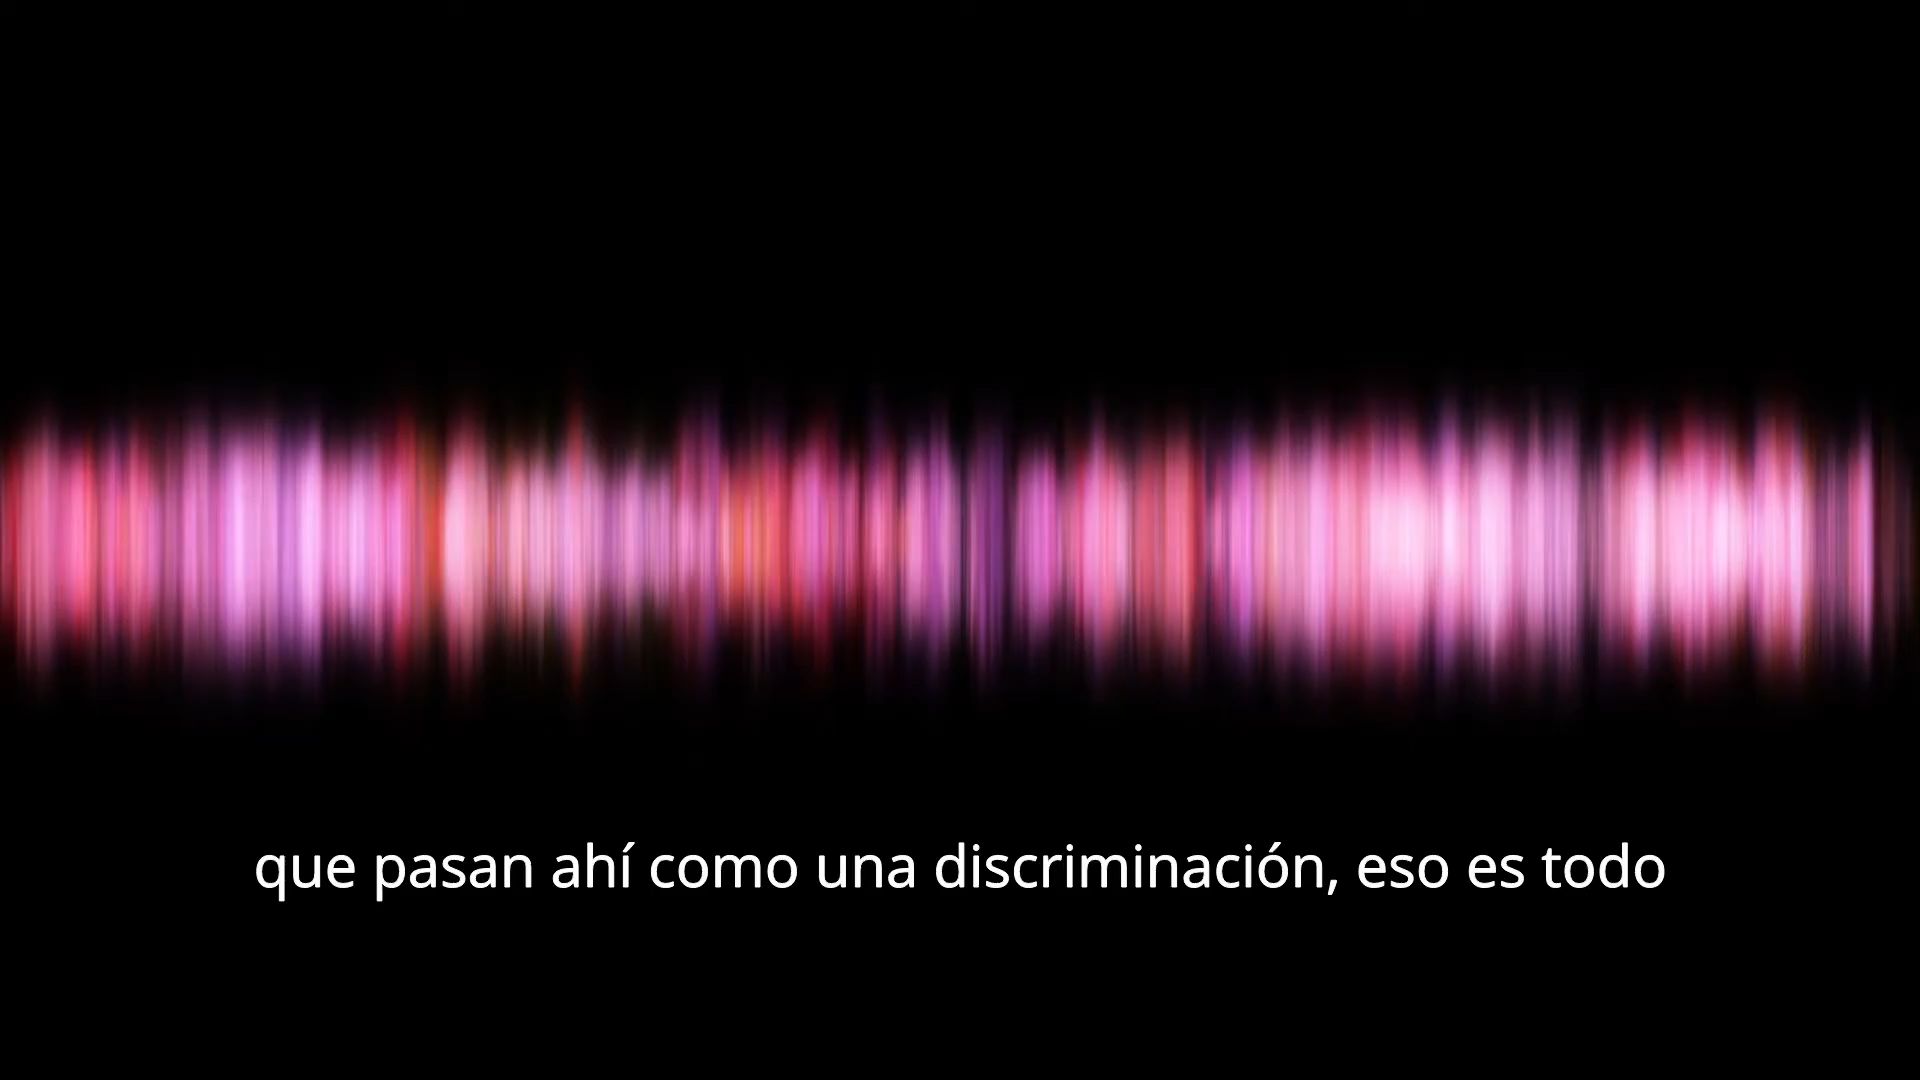 que pasan ahí como una discriminación, eso es todo